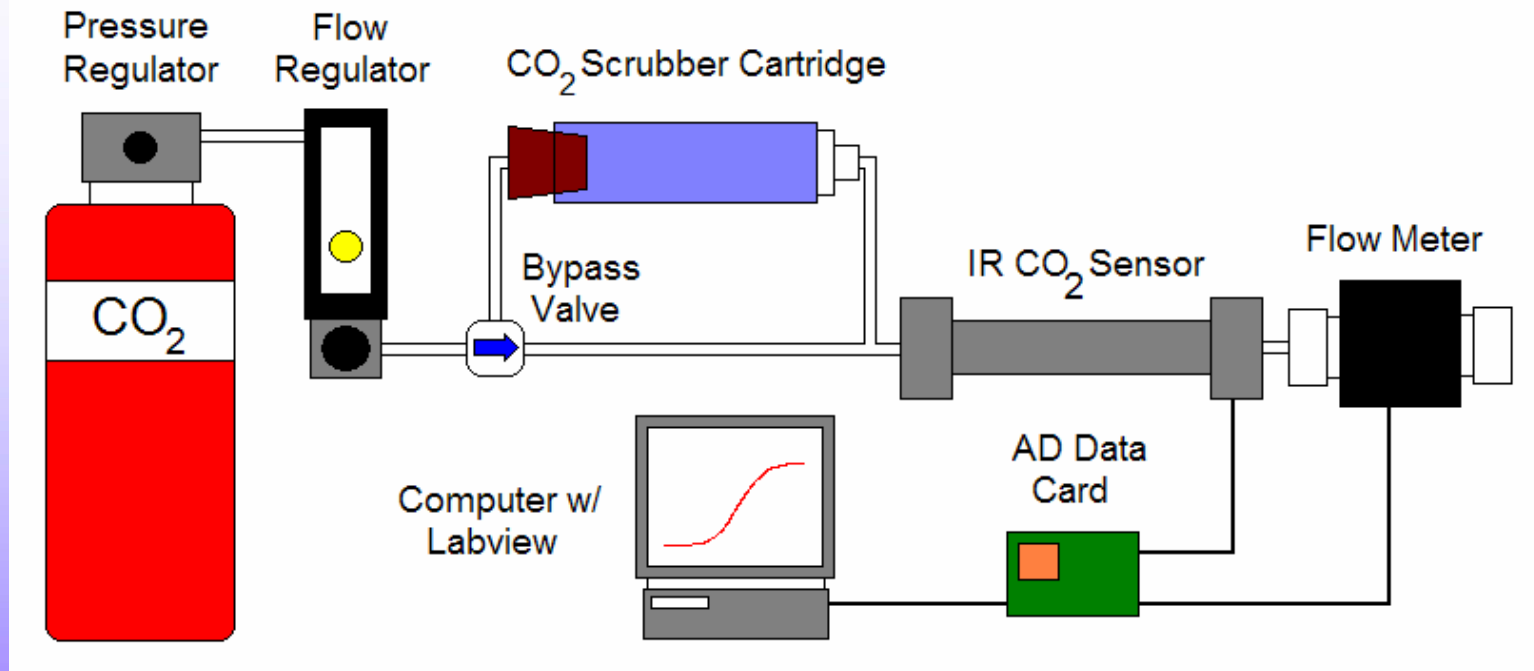 Pressure
Regulator
Flow
Regulator
CO2 Scrubber Cartridge
CO2
Bypass
Valve
IR CO2 Sensor
Flow Meter
Computer w/
Labview
AD Data
Card